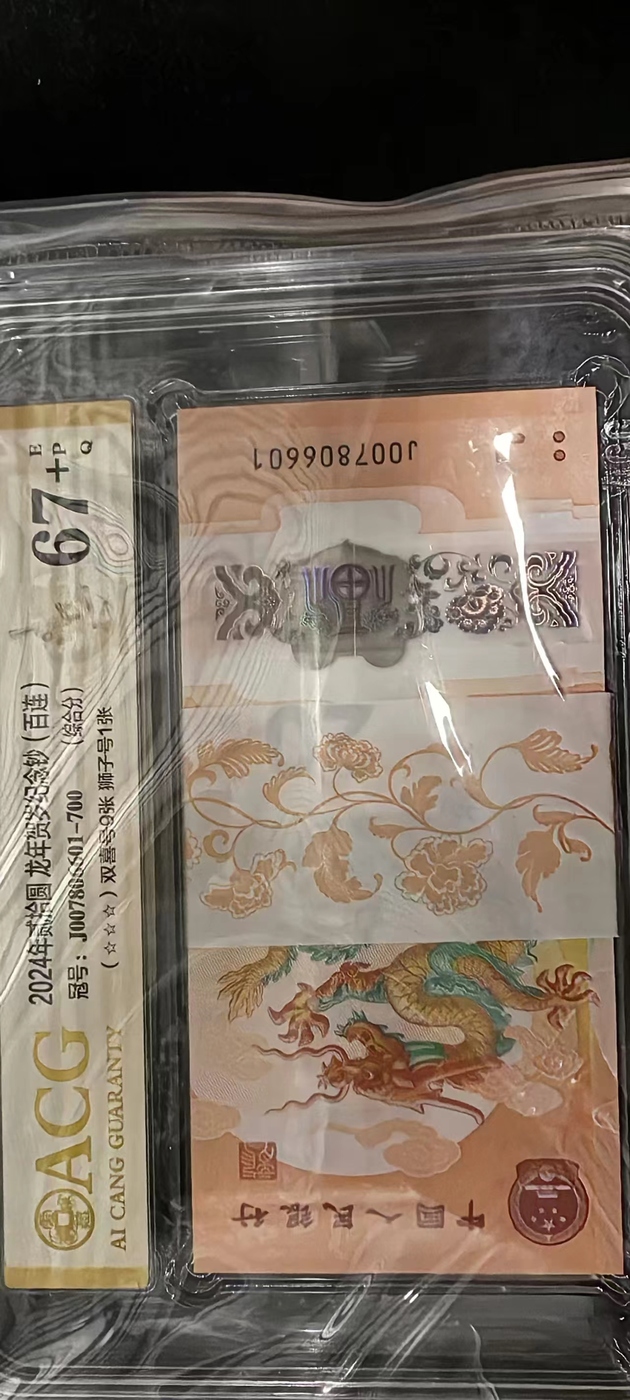 ACG
AI CANG GUARANTY
2024年贰拾圆 龙年贺岁纪念钞(百连)
冠号: J007806601-700 (综合分)
(☆☆☆) 双喜号9张 狮子号1张
67+
E
P
Q
J007806601
中国人民银行